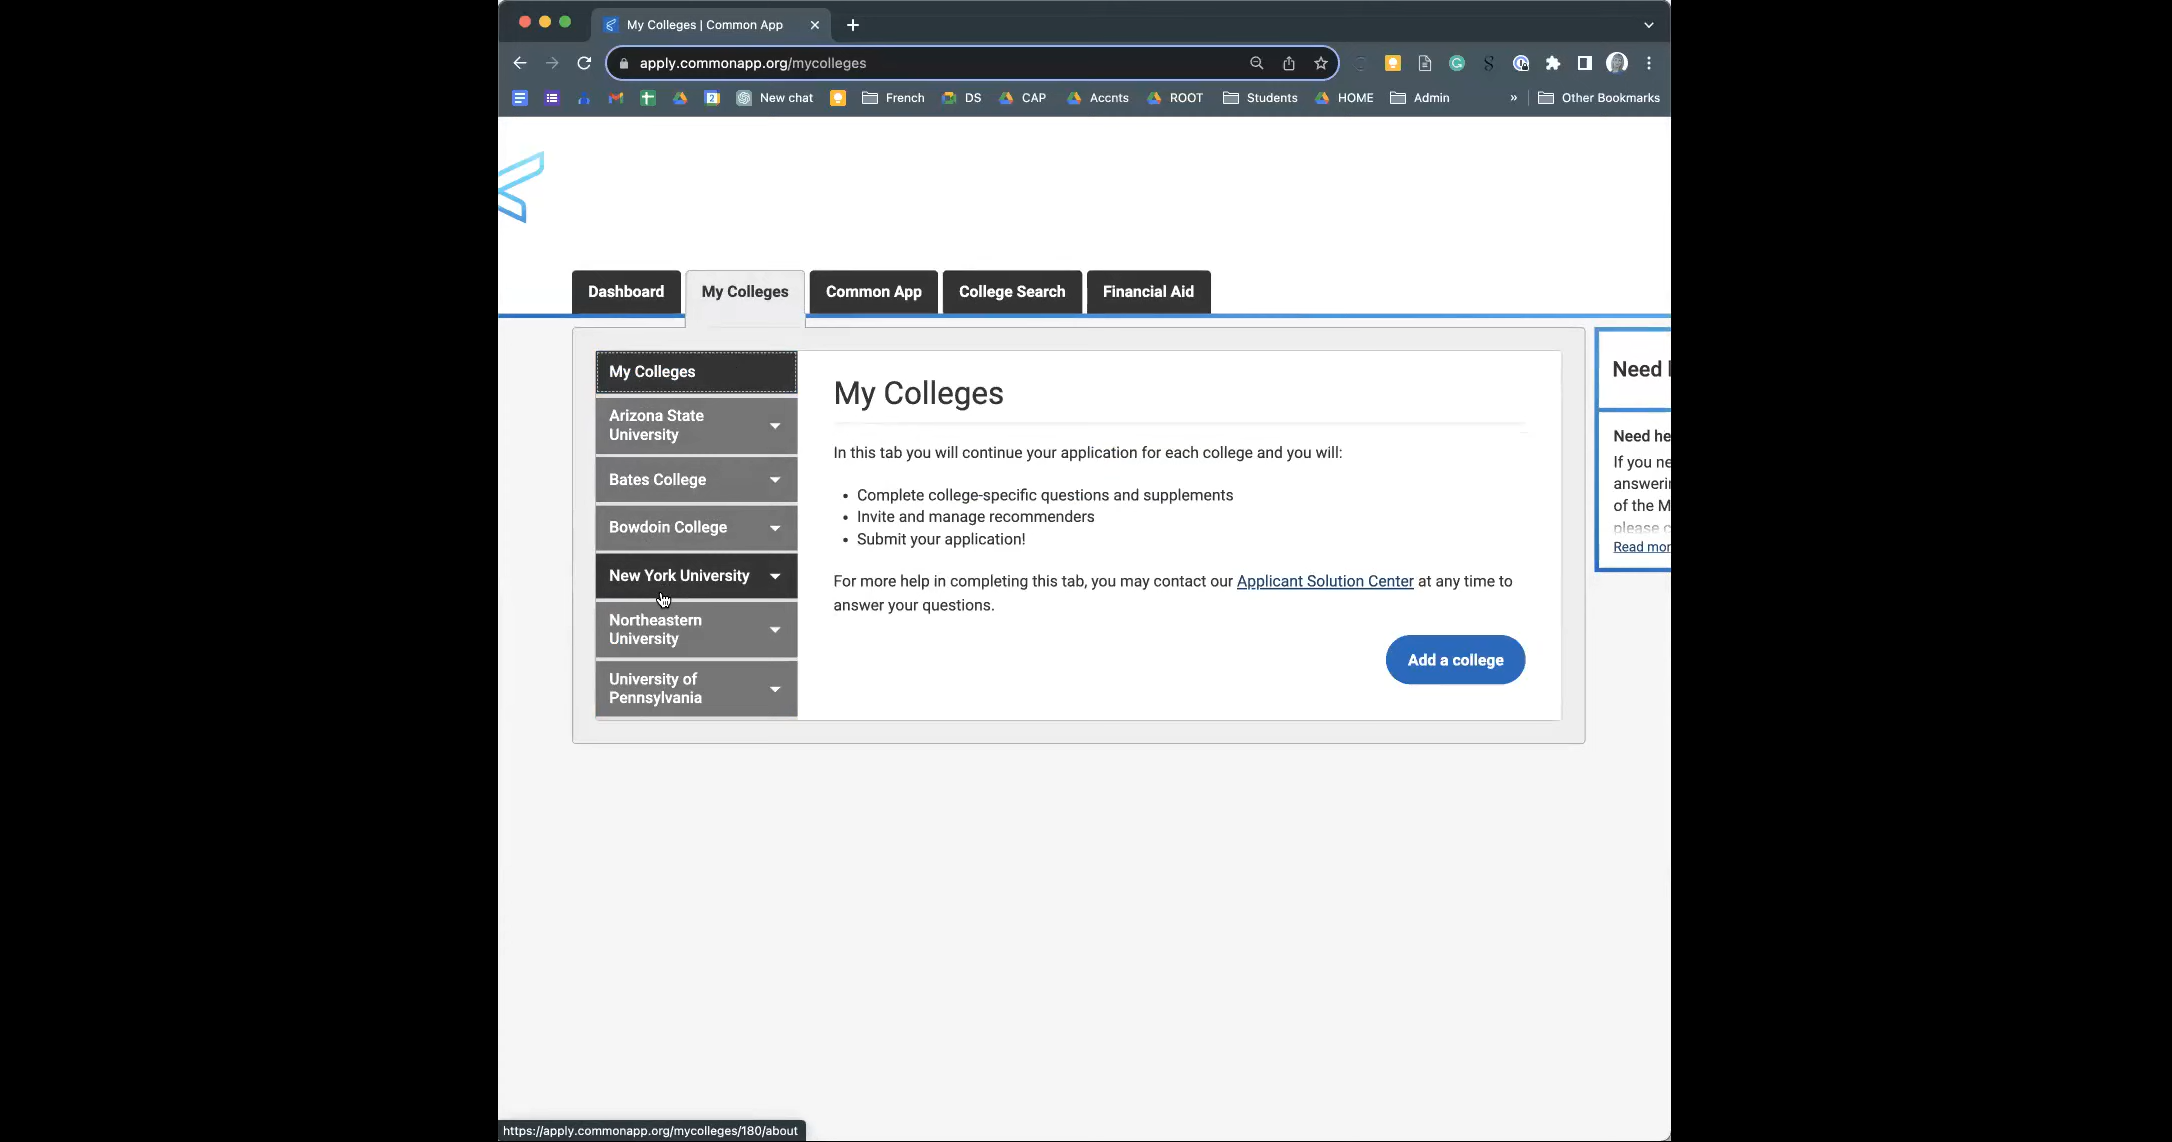 My Colleges | Common App
apply.commonapp.org/mycolleges
New chat French DS CAP Accnts ROOT Students HOME Admin » Other Bookmarks
Dashboard My Colleges Common App College Search Financial Aid
My Colleges
Arizona State
University
Bates College
Bowdoin College
New York University
Northeastern
University
University of
Pennsylvania
My Colleges
In this tab you will continue your application for each college and you will:
• Complete college-specific questions and supplements
• Invite and manage recommenders
• Submit your application!
For more help in completing this tab, you may contact our Applicant Solution Center at any time to
answer your questions.
Add a college
Need
Need he
If you ne
answerin
of the M
please c
Read mor
https://apply.commonapp.org/mycolleges/180/about